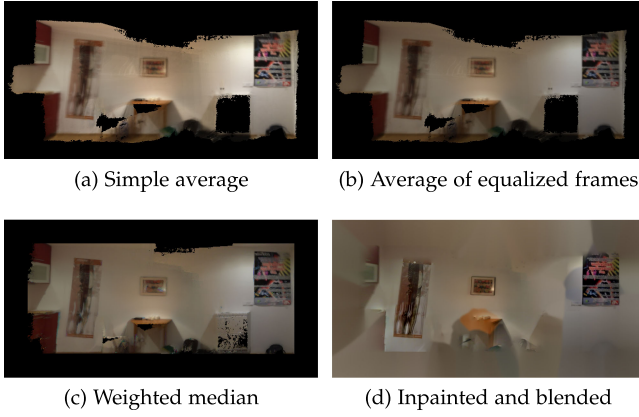 (a) Simple average
(b) Average of equalized frames
(c) Weighted median
(d) Inpainted and blended